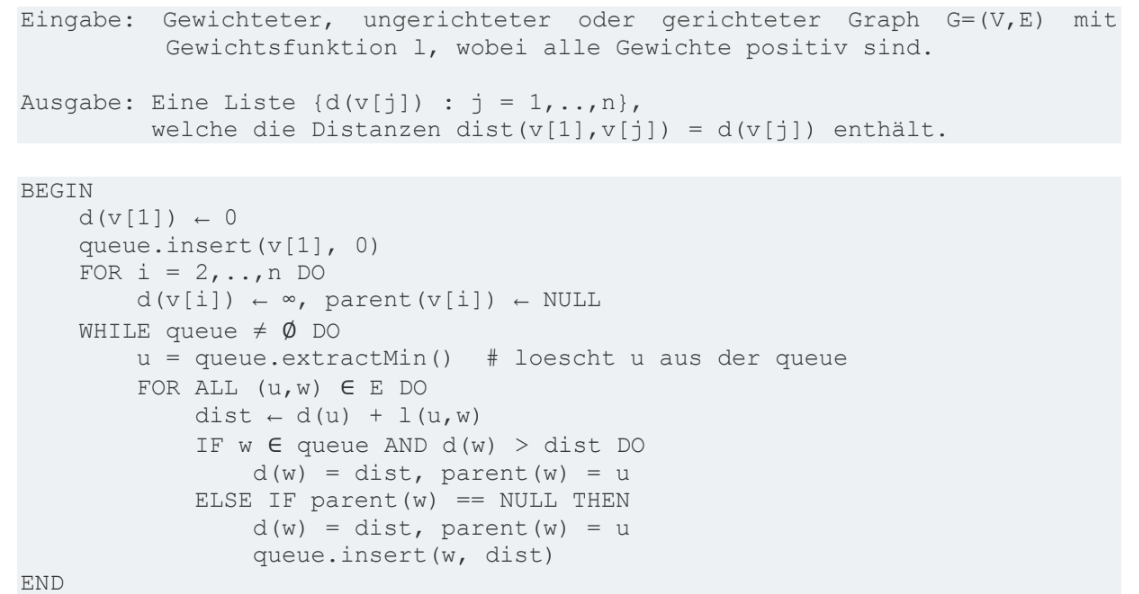 Eingabe: Gewichteter, ungerichteter oder gerichteter Graph G=(V,E) mit
Gewichtsfunktion l, wobei alle Gewichte positiv sind.
Ausgabe: Eine Liste {d(v[j]) : j = 1,..,n},
welche die Distanzen dist(v[1],v[j]) = d(v[j]) enthält.
BEGIN
d(v[1]) ← 0
queue.insert(v[1], 0)
FOR i = 2,..,n DO
d(v[i]) ← ∞, parent(v[i]) ← NULL
WHILE queue ≠ Ø DO
u = queue.extractMin() # loescht u aus der queue
FOR ALL (u,w) ∈ E DO
dist ← d(u) + l(u,w)
IF w ∈ queue AND d(w) > dist DO
d(w) = dist, parent(w) = u
ELSE IF parent(w) == NULL THEN
d(w) = dist, parent(w) = u
queue.insert(w, dist)
END